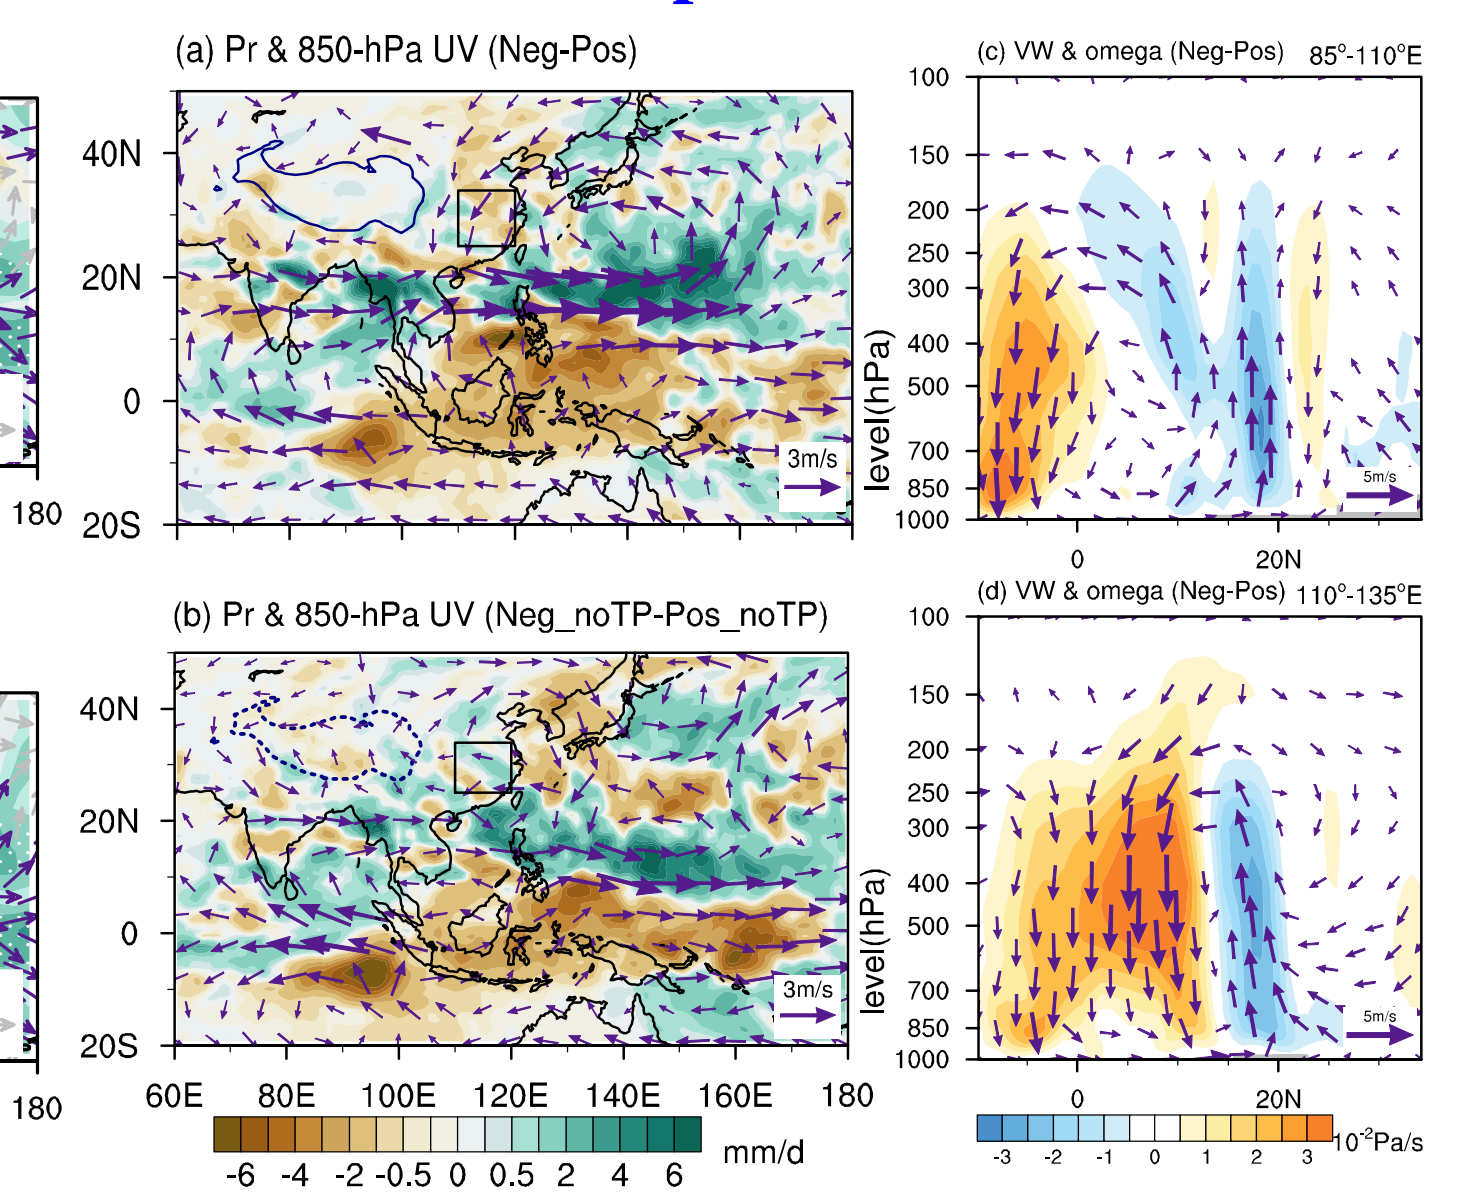 (a) Pr & 850-hPa UV (Neg-Pos)
40N
20N
0
20S
3m/s
180
(b) Pr & 850-hPa UV (Neg_noTP-Pos_noTP)
40N
20N
0
20S
3m/s
60E 80E 100E 120E 140E 160E 180
180
-6 -4 -2 -0.5 0 0.5 2 4 6
mm/d
(c) VW & omega (Neg-Pos) 85°-110°E
100
150
200
250
300
400
500
700
850
1000
level(hPa)
5m/s
0 20N
(d) VW & omega (Neg-Pos) 110°-135°E
100
150
200
250
300
400
500
700
850
1000
level(hPa)
5m/s
0 20N
-3 -2 -1 0 1 2 3
10⁻²Pa/s